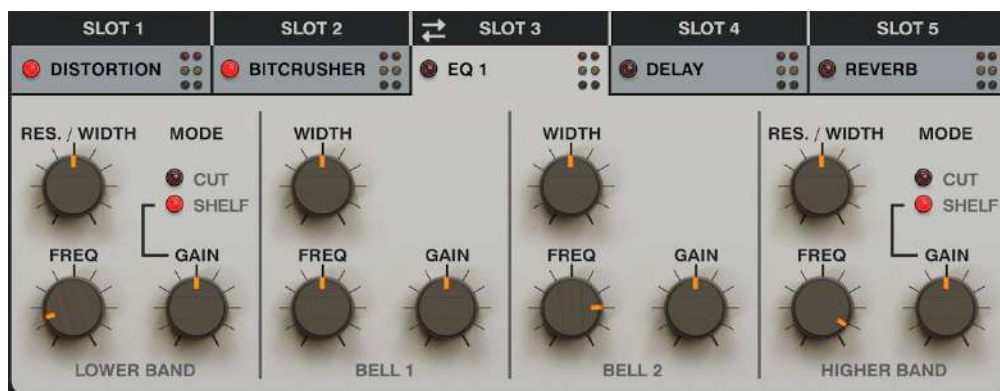 SLOT 1 SLOT 2 SLOT 3 SLOT 4 SLOT 5
DISTORTION BITCRUSHER EQ 1 DELAY REVERB
RES. / WIDTH MODE WIDTH WIDTH RES. / WIDTH MODE
CUT CUT
SHELF SHELF
FREQ GAIN FREQ GAIN FREQ GAIN FREQ GAIN
LOWER BAND BELL 1 BELL 2 HIGHER BAND